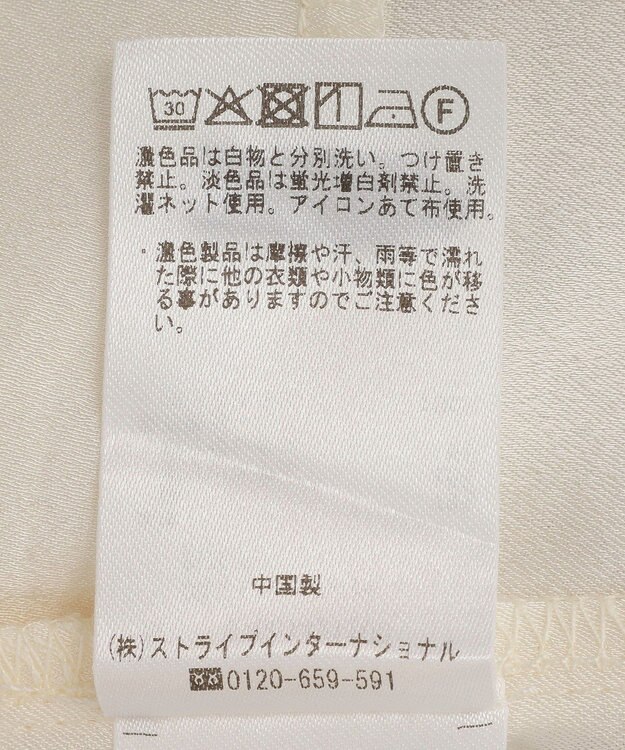 30 F
濃色品は白物と分別洗い。つけ置き
禁止。淡色品は蛍光増白剤禁止。洗
濯ネット使用。アイロンあて布使用。
・濃色製品は摩擦や汗、雨等で濡れ
た際に他の衣類や小物類に色が移
る事がありますのでご注意くださ
い。
中国製
(株)ストライプインターナショナル
0120-659-591